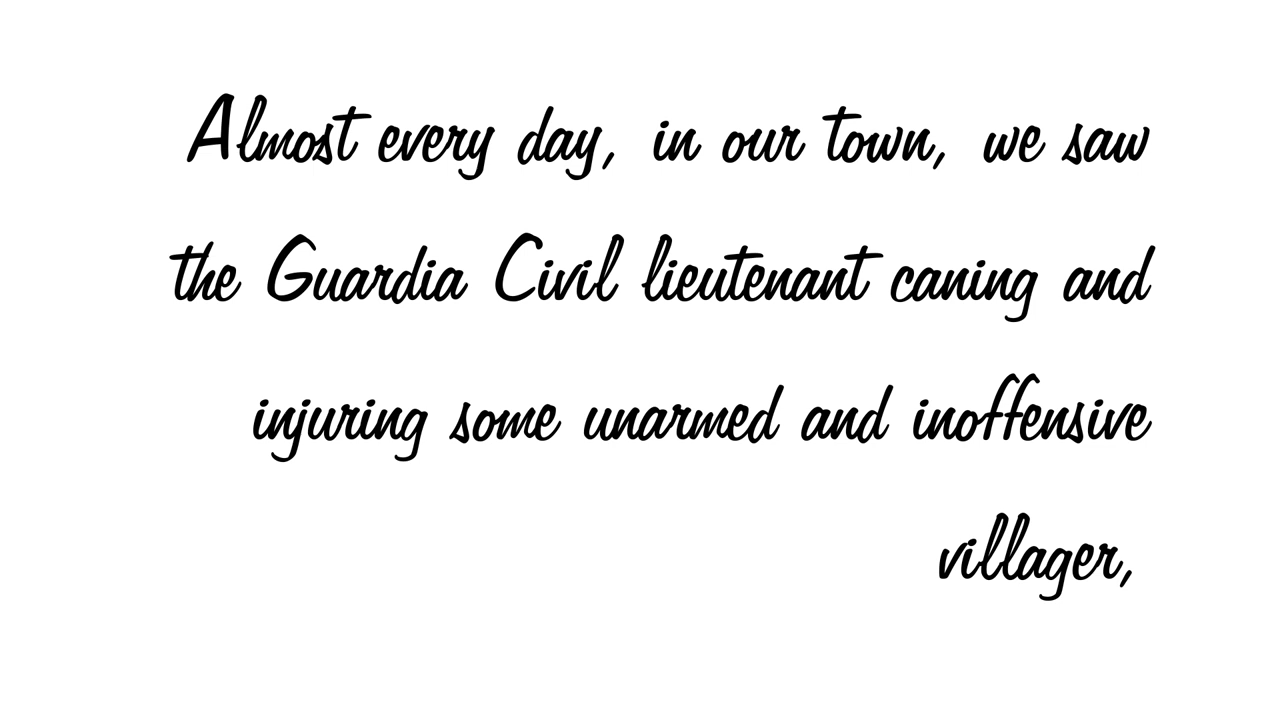 Almost every day, in our town, we saw
the Guardia Civil lieutenant caning and
injuring some unarmed and inoffensive
villager,